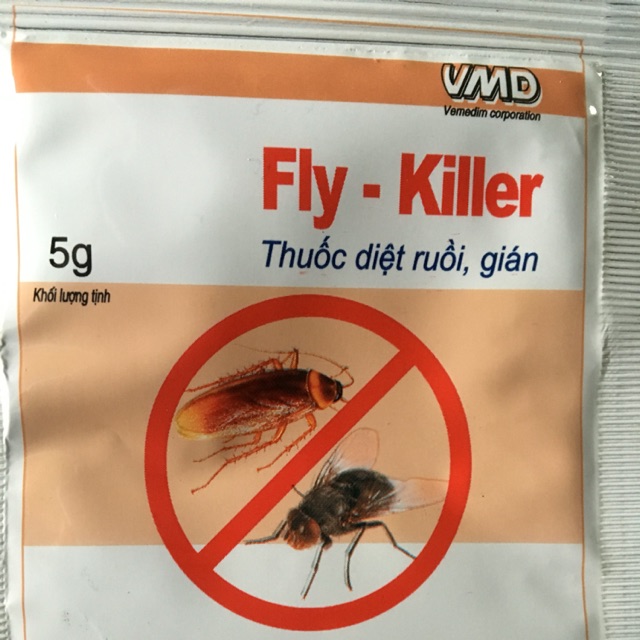 VMD
Vemedim corporation
Fly - Killer
5g
Thuốc diệt ruồi, gián
Khối lượng tịnh